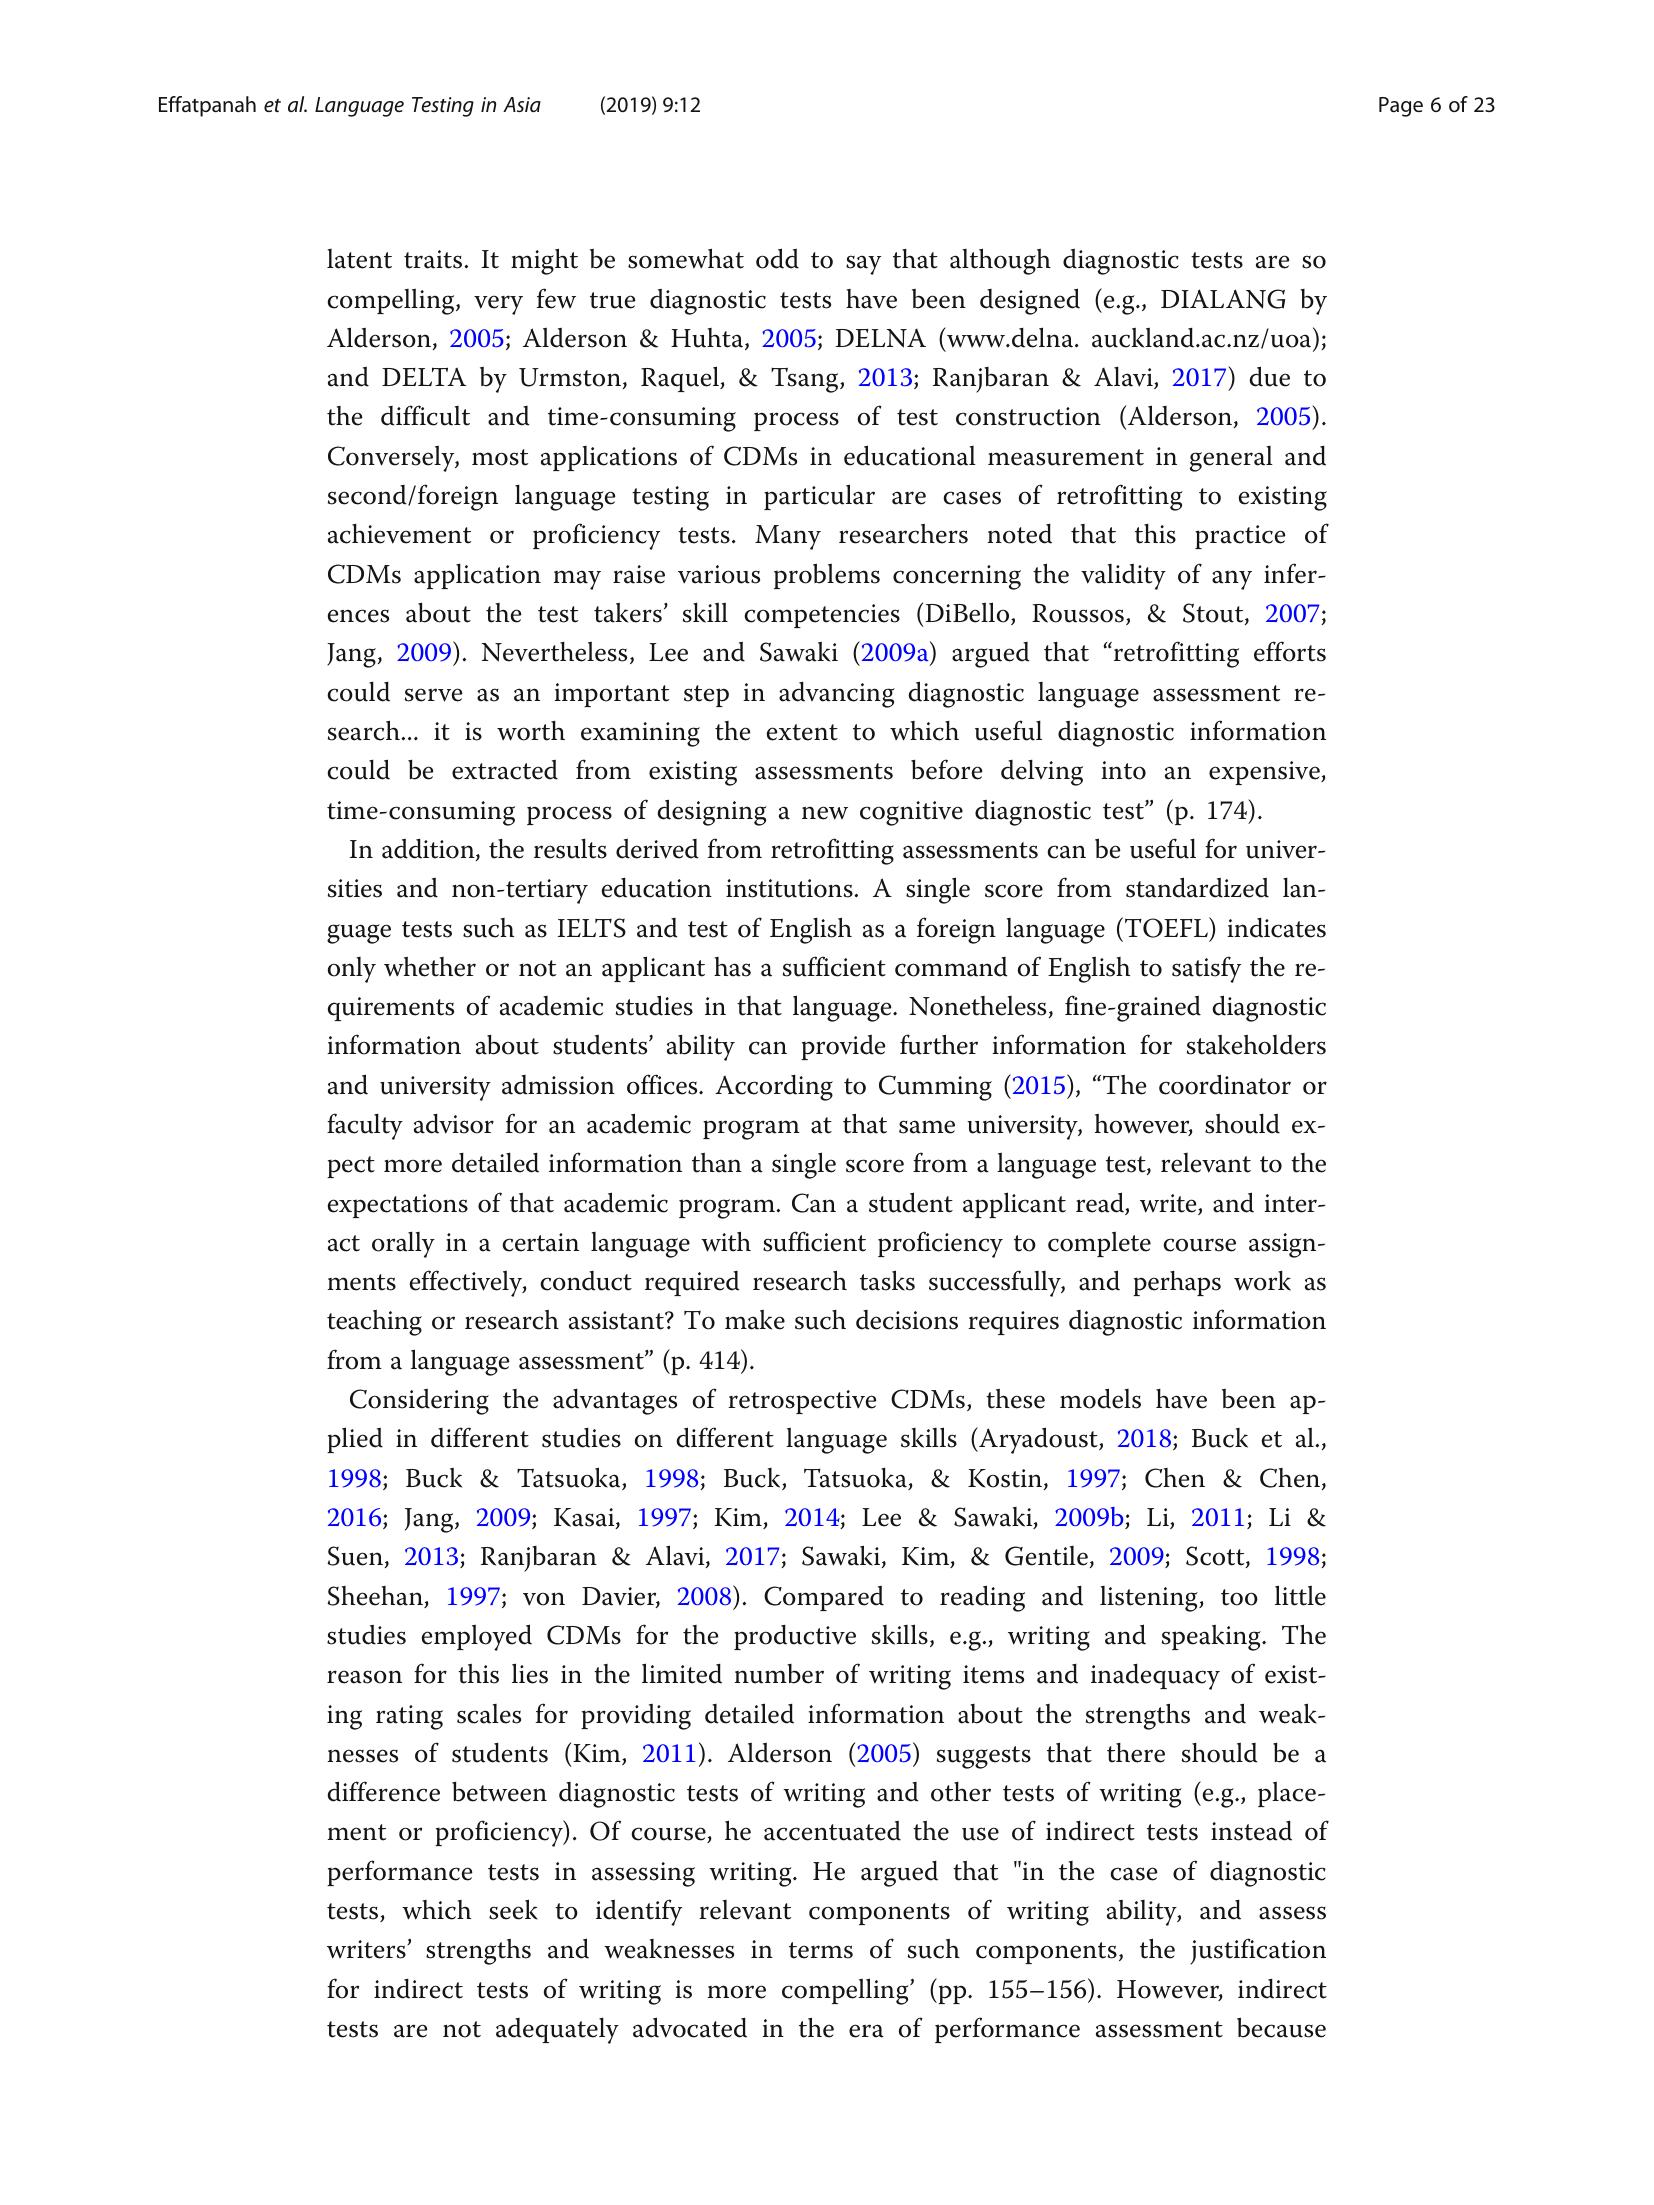 Effatpanah et al. Language Testing in Asia (2019) 9:12 Page 6 of 23
latent traits. It might be somewhat odd to say that although diagnostic tests are so
compelling, very few true diagnostic tests have been designed (e.g., DIALANG by
Alderson, 2005; Alderson & Huhta, 2005; DELNA (www.delna. auckland.ac.nz/uoa);
and DELTA by Urmston, Raquel, & Tsang, 2013; Ranjbaran & Alavi, 2017) due to
the difficult and time-consuming process of test construction (Alderson, 2005).
Conversely, most applications of CDMs in educational measurement in general and
second/foreign language testing in particular are cases of retrofitting to existing
achievement or proficiency tests. Many researchers noted that this practice of
CDMs application may raise various problems concerning the validity of any infer-
ences about the test takers’ skill competencies (DiBello, Roussos, & Stout, 2007;
Jang, 2009). Nevertheless, Lee and Sawaki (2009a) argued that “retrofitting efforts
could serve as an important step in advancing diagnostic language assessment re-
search... it is worth examining the extent to which useful diagnostic information
could be extracted from existing assessments before delving into an expensive,
time-consuming process of designing a new cognitive diagnostic test” (p. 174).
In addition, the results derived from retrofitting assessments can be useful for univer-
sities and non-tertiary education institutions. A single score from standardized lan-
guage tests such as IELTS and test of English as a foreign language (TOEFL) indicates
only whether or not an applicant has a sufficient command of English to satisfy the re-
quirements of academic studies in that language. Nonetheless, fine-grained diagnostic
information about students’ ability can provide further information for stakeholders
and university admission offices. According to Cumming (2015), “The coordinator or
faculty advisor for an academic program at that same university, however, should ex-
pect more detailed information than a single score from a language test, relevant to the
expectations of that academic program. Can a student applicant read, write, and inter-
act orally in a certain language with sufficient proficiency to complete course assign-
ments effectively, conduct required research tasks successfully, and perhaps work as
teaching or research assistant? To make such decisions requires diagnostic information
from a language assessment” (p. 414).
Considering the advantages of retrospective CDMs, these models have been ap-
plied in different studies on different language skills (Aryadoust, 2018; Buck et al.,
1998; Buck & Tatsuoka, 1998; Buck, Tatsuoka, & Kostin, 1997; Chen & Chen,
2016; Jang, 2009; Kasai, 1997; Kim, 2014; Lee & Sawaki, 2009b; Li, 2011; Li &
Suen, 2013; Ranjbaran & Alavi, 2017; Sawaki, Kim, & Gentile, 2009; Scott, 1998;
Sheehan, 1997; von Davier, 2008). Compared to reading and listening, too little
studies employed CDMs for the productive skills, e.g., writing and speaking. The
reason for this lies in the limited number of writing items and inadequacy of exist-
ing rating scales for providing detailed information about the strengths and weak-
nesses of students (Kim, 2011). Alderson (2005) suggests that there should be a
difference between diagnostic tests of writing and other tests of writing (e.g., place-
ment or proficiency). Of course, he accentuated the use of indirect tests instead of
performance tests in assessing writing. He argued that "in the case of diagnostic
tests, which seek to identify relevant components of writing ability, and assess
writers’ strengths and weaknesses in terms of such components, the justification
for indirect tests of writing is more compelling’ (pp. 155–156). However, indirect
tests are not adequately advocated in the era of performance assessment because